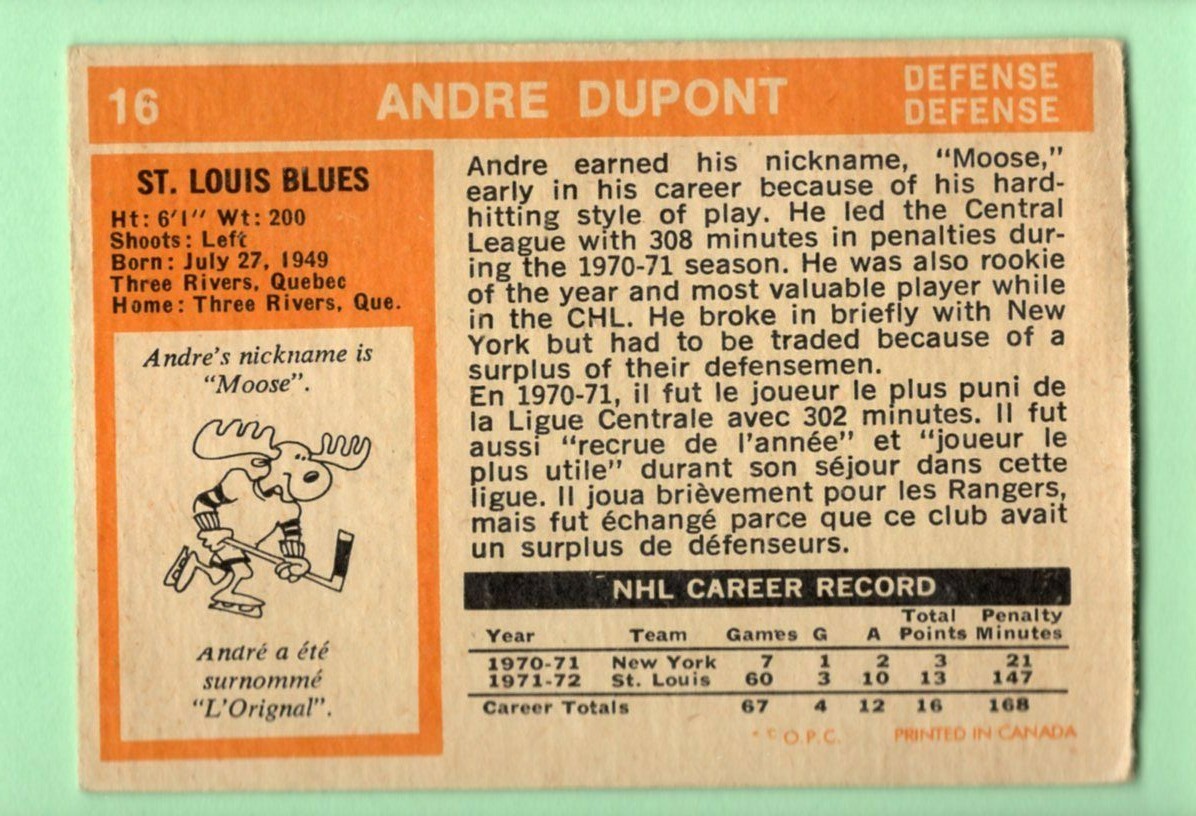 16
ANDRE DUPONT
DEFENSE
DEFENSE
ST. LOUIS BLUES
Ht: 6'1" Wt: 200
Shoots: Left
Born: July 27, 1949
Three Rivers, Quebec
Home: Three Rivers, Que.
Andre's nickname is
"Moose".
André a été
surnommé
"L'Orignal".
Andre earned his nickname, "Moose,"
early in his career because of his hard-
hitting style of play. He led the Central
League with 308 minutes in penalties dur-
ing the 1970-71 season. He was also rookie
of the year and most valuable player while
in the CHL. He broke in briefly with New
York but had to be traded because of a
surplus of their defensemen.
En 1970-71, il fut le joueur le plus puni de
la Ligue Centrale avec 302 minutes. Il fut
aussi "recrue de l'année" et "joueur le
plus utile" durant son séjour dans cette
ligue. Il joua brièvement pour les Rangers,
mais fut échangé parce que ce club avait
un surplus de défenseurs.
NHL CAREER RECORD
Total Penalty
Year Team Games G A Points Minutes
1970-71 New York 7 1 2 3 21
1971-72 St. Louis 60 3 10 13 147
Career Totals 67 4 12 16 168
* © O.P.C. PRINTED IN CANADA